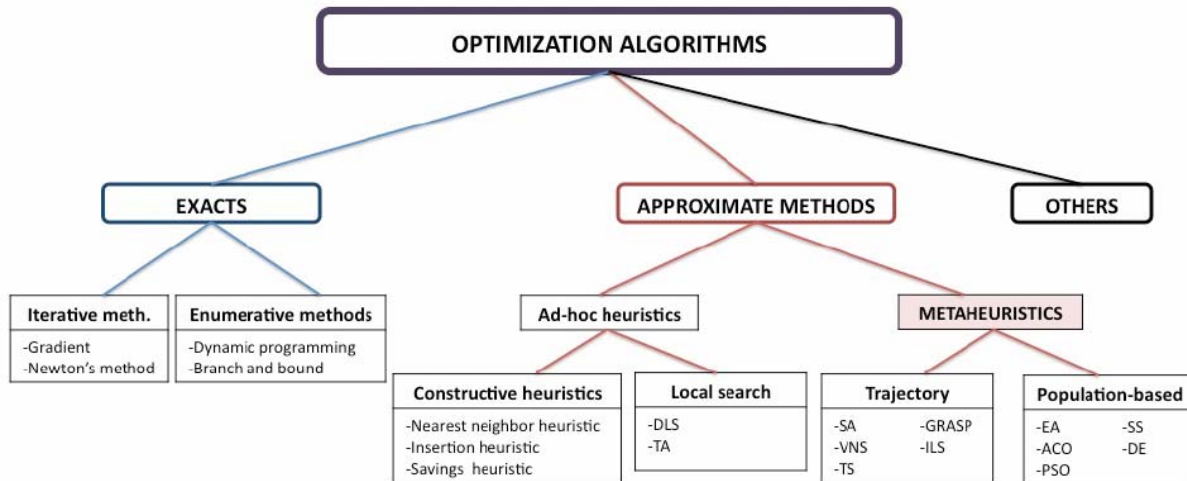 OPTIMIZATION ALGORITHMS
EXACTS
APPROXIMATE METHODS
OTHERS
Iterative meth.
-Gradient
-Newton's method
Enumerative methods
-Dynamic programming
-Branch and bound
Ad-hoc heuristics
METAHEURISTICS
Constructive heuristics
-Nearest neighbor heuristic
-Insertion heuristic
-Savings heuristic
Local search
-DLS
-TA
Trajectory
-SA -GRASP
-VNS -ILS
-TS
Population-based
-EA -SS
-ACO -DE
-PSO